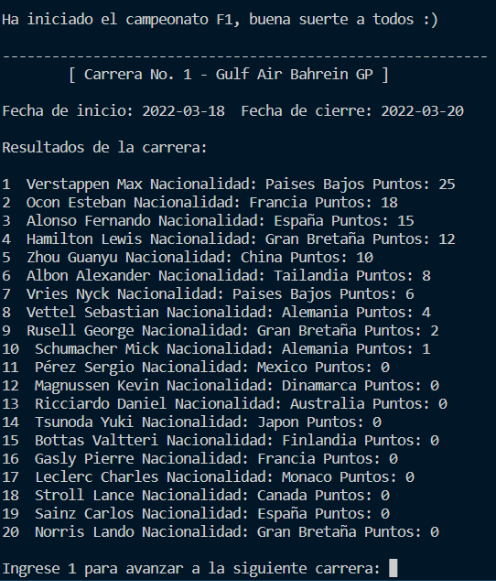 Ha iniciado el campeonato F1, buena suerte a todos :)
------------------------------------------------------
[ Carrera No. 1 - Gulf Air Bahrein GP ]
Fecha de inicio: 2022-03-18  Fecha de cierre: 2022-03-20
Resultados de la carrera:
1  Verstappen Max Nacionalidad: Paises Bajos Puntos: 25
2  Ocon Esteban Nacionalidad: Francia Puntos: 18
3  Alonso Fernando Nacionalidad: España Puntos: 15
4  Hamilton Lewis Nacionalidad: Gran Bretaña Puntos: 12
5  Zhou Guanyu Nacionalidad: China Puntos: 10
6  Albon Alexander Nacionalidad: Tailandia Puntos: 8
7  Vries Nyck Nacionalidad: Paises Bajos Puntos: 6
8  Vettel Sebastian Nacionalidad: Alemania Puntos: 4
9  Rusell George Nacionalidad: Gran Bretaña Puntos: 2
10  Schumacher Mick Nacionalidad: Alemania Puntos: 1
11  Pérez Sergio Nacionalidad: Mexico Puntos: 0
12  Magnussen Kevin Nacionalidad: Dinamarca Puntos: 0
13  Ricciardo Daniel Nacionalidad: Australia Puntos: 0
14  Tsunoda Yuki Nacionalidad: Japon Puntos: 0
15  Bottas Valtteri Nacionalidad: Finlandia Puntos: 0
16  Gasly Pierre Nacionalidad: Francia Puntos: 0
17  Leclerc Charles Nacionalidad: Monaco Puntos: 0
18  Stroll Lance Nacionalidad: Canada Puntos: 0
19  Sainz Carlos Nacionalidad: España Puntos: 0
20  Norris Lando Nacionalidad: Gran Bretaña Puntos: 0
Ingrese 1 para avanzar a la siguiente carrera: